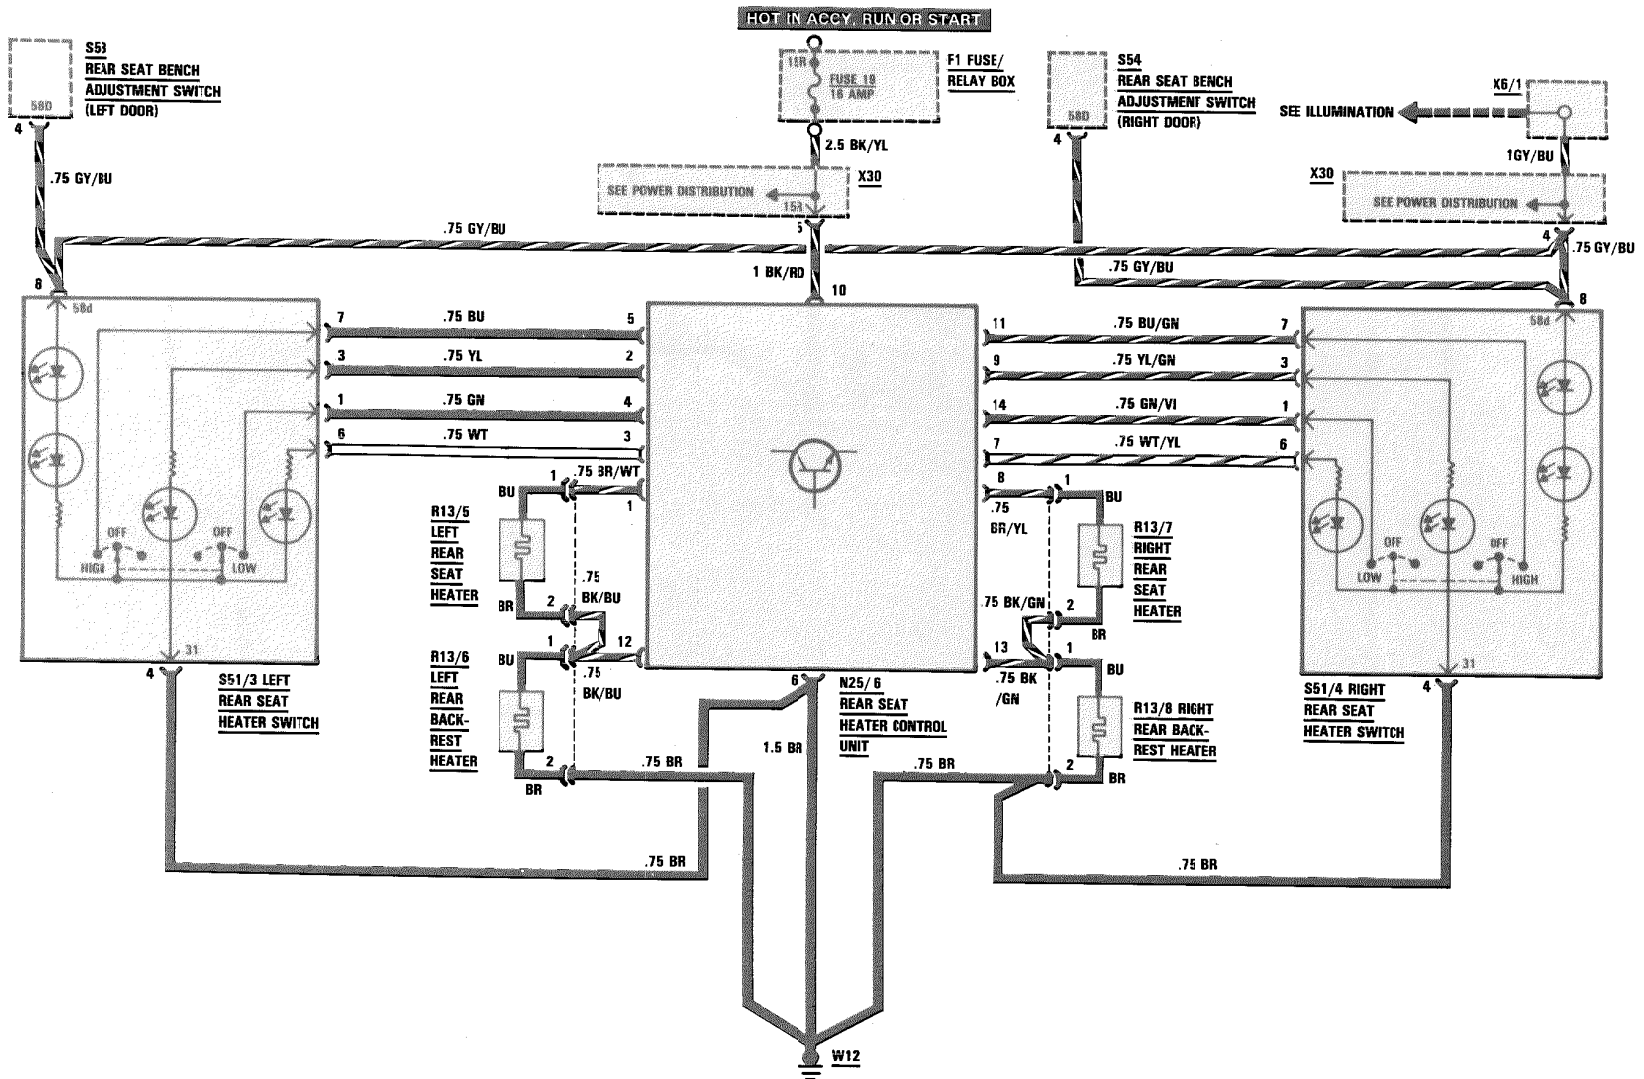 HOT IN ACCY, RUN OR START
S53
REAR SEAT BENCH
ADJUSTMENT SWITCH
(LEFT DOOR)
58D
4
.75 GY/BU
11R
FUSE 19
16 AMP
F1 FUSE/
RELAY BOX
2.5 BK/YL
SEE POWER DISTRIBUTION
15R
X30
5
1 BK/RD
10
S54
REAR SEAT BENCH
ADJUSTMENT SWITCH
(RIGHT DOOR)
58D
4
SEE ILLUMINATION
X6/1
1GY/BU
X30
SEE POWER DISTRIBUTION
4
.75 GY/BU
.75 GY/BU
.75 GY/BU
8
58d
8
58d
7
.75 BU
5
3
.75 YL
2
1
.75 GN
4
6
.75 WT
3
11
.75 BU/GN
7
9
.75 YL/GN
3
14
.75 GN/VI
1
7
.75 WT/YL
6
OFF
OFF
HIGH
LOW
31
4
S51/3 LEFT
REAR SEAT
HEATER SWITCH
1
.75 BR/WT
1
BU
R13/5
LEFT
REAR
SEAT
HEATER
.75
BK/BU
BR
2
1
12
BU
R13/6
LEFT
REAR
BACK-
REST
HEATER
.75
BK/BU
2
BR
.75 BR
6
N25/6
REAR SEAT
HEATER CONTROL
UNIT
1.5 BR
8
.75
BR/YL
1
BU
R13/7
RIGHT
REAR
SEAT
HEATER
.75 BK/GN
2
BR
13
.75 BK
/GN
1
BU
R13/8 RIGHT
REAR BACK-
REST HEATER
2
BR
.75 BR
OFF
OFF
LOW
HIGH
31
4
S51/4 RIGHT
REAR SEAT
HEATER SWITCH
.75 BR
.75 BR
W12